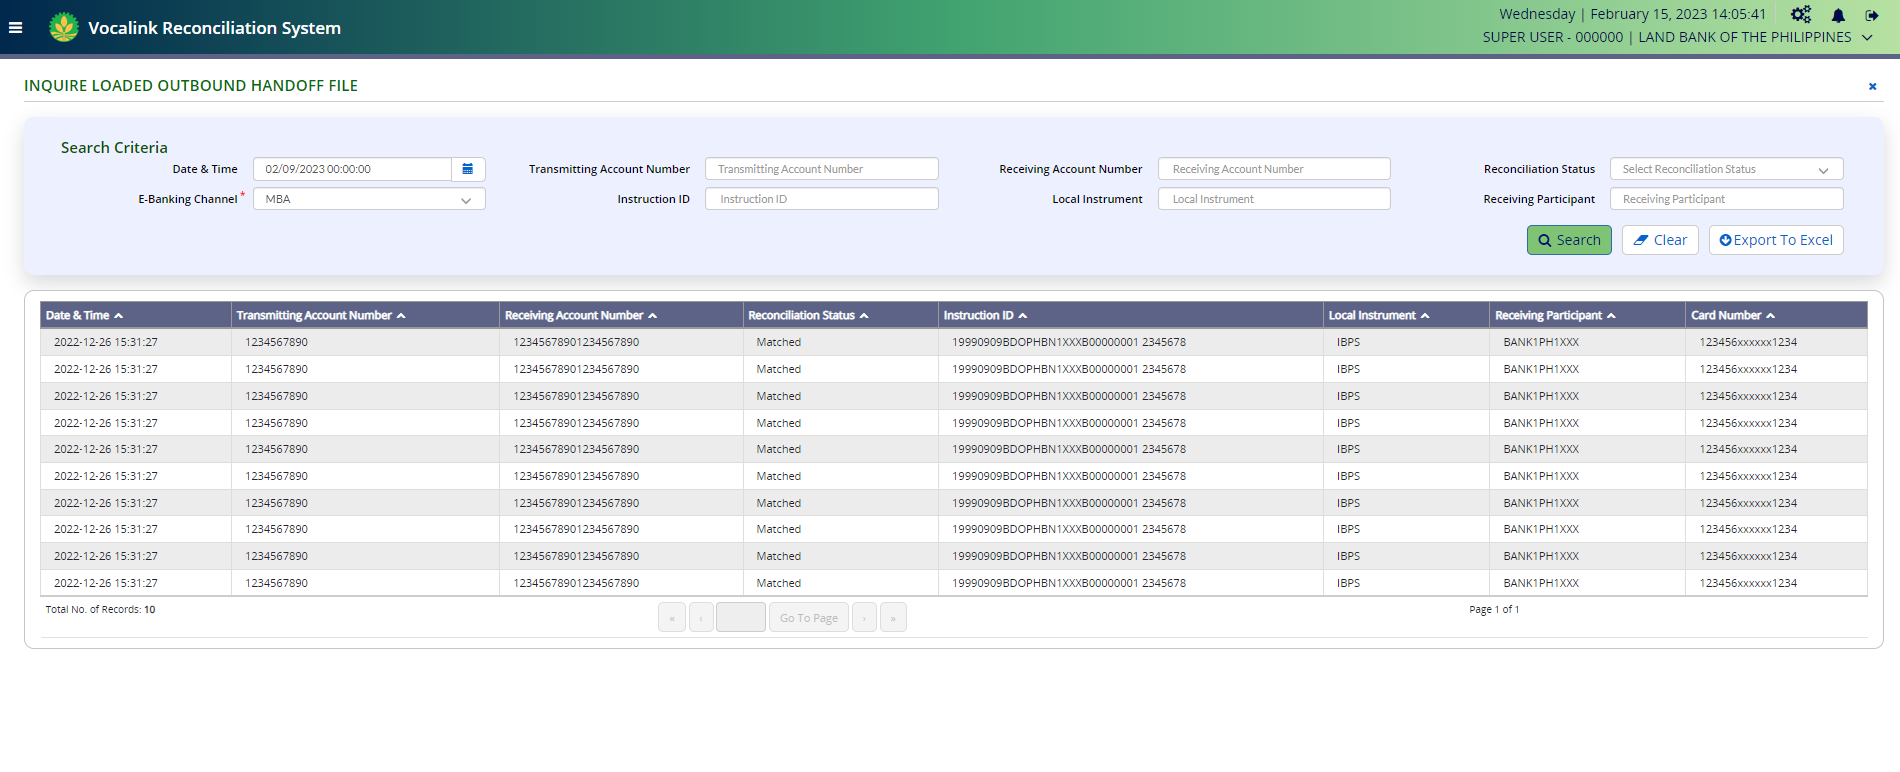 Vocalink Reconciliation System
Wednesday | February 15, 2023 14:05:41
SUPER USER - 000000 | LAND BANK OF THE PHILIPPINES
INQUIRE LOADED OUTBOUND HANDOFF FILE
Search Criteria
Date & Time 02/09/2023 00:00:00 Transmitting Account Number Transmitting Account Number Receiving Account Number Receiving Account Number Reconciliation Status Select Reconciliation Status
E-Banking Channel * MBA Instruction ID Instruction ID Local Instrument Local Instrument Receiving Participant Receiving Participant
Search Clear Export To Excel
Date & Time Transmitting Account Number Receiving Account Number Reconciliation Status Instruction ID Local Instrument Receiving Participant Card Number
2022-12-26 15:31:27 1234567890 12345678901234567890 Matched 19990909BDOPHBN1XXXB00000001 2345678 IBPS BANK1PH1XXX 123456xxxxxx1234
2022-12-26 15:31:27 1234567890 12345678901234567890 Matched 19990909BDOPHBN1XXXB00000001 2345678 IBPS BANK1PH1XXX 123456xxxxxx1234
2022-12-26 15:31:27 1234567890 12345678901234567890 Matched 19990909BDOPHBN1XXXB00000001 2345678 IBPS BANK1PH1XXX 123456xxxxxx1234
2022-12-26 15:31:27 1234567890 12345678901234567890 Matched 19990909BDOPHBN1XXXB00000001 2345678 IBPS BANK1PH1XXX 123456xxxxxx1234
2022-12-26 15:31:27 1234567890 12345678901234567890 Matched 19990909BDOPHBN1XXXB00000001 2345678 IBPS BANK1PH1XXX 123456xxxxxx1234
2022-12-26 15:31:27 1234567890 12345678901234567890 Matched 19990909BDOPHBN1XXXB00000001 2345678 IBPS BANK1PH1XXX 123456xxxxxx1234
2022-12-26 15:31:27 1234567890 12345678901234567890 Matched 19990909BDOPHBN1XXXB00000001 2345678 IBPS BANK1PH1XXX 123456xxxxxx1234
2022-12-26 15:31:27 1234567890 12345678901234567890 Matched 19990909BDOPHBN1XXXB00000001 2345678 IBPS BANK1PH1XXX 123456xxxxxx1234
2022-12-26 15:31:27 1234567890 12345678901234567890 Matched 19990909BDOPHBN1XXXB00000001 2345678 IBPS BANK1PH1XXX 123456xxxxxx1234
2022-12-26 15:31:27 1234567890 12345678901234567890 Matched 19990909BDOPHBN1XXXB00000001 2345678 IBPS BANK1PH1XXX 123456xxxxxx1234
Total No. of Records: 10 « ‹ Go To Page › » Page 1 of 1